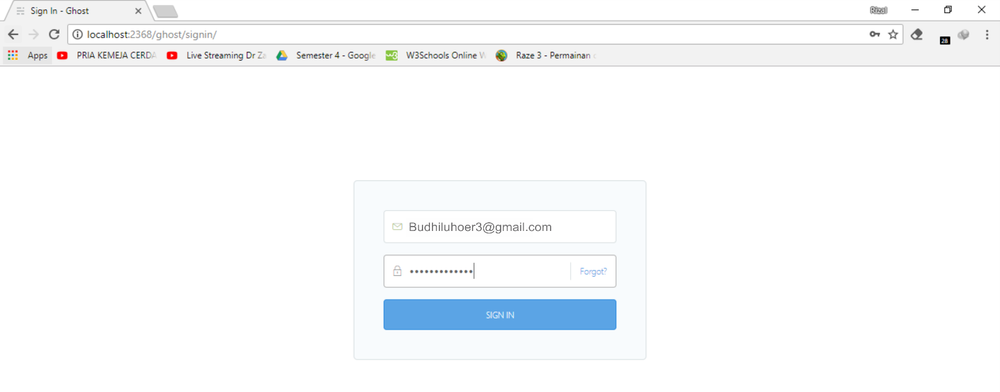 Sign In - Ghost
Rizal
localhost:2368/ghost/signin/
28
Apps PRIA KEMEJA CERDA Live Streaming Dr Za Semester 4 - Google W3Schools Online W Raze 3 - Permainan
Budhiluhoer3@gmail.com
•••••••••••••
Forgot?
SIGN IN